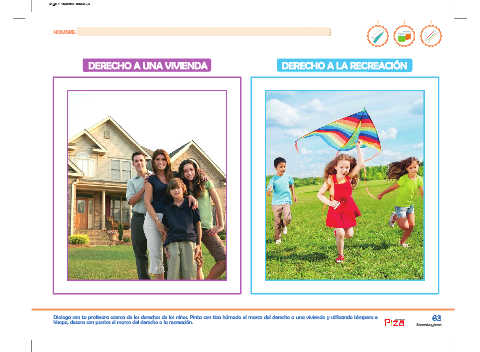 NOMBRE:
DERECHO A UNA VIVIENDA
DERECHO A LA RECREACIÓN
Dialoga con tu profesora acerca de los derechos de los niños. Pinta con tiza húmeda el marco del derecho a una vivienda y utilizando témpera e
hisopo, decora con puntos el marco del derecho a la recreación.
63